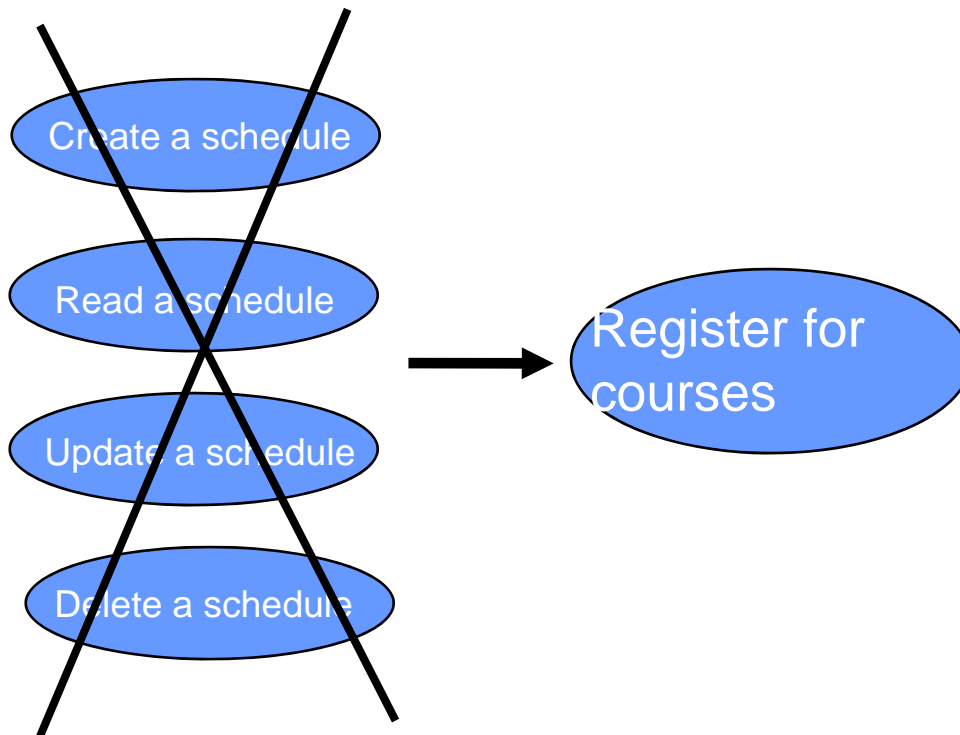 Create a schedule
Read a schedule
Update a schedule
Delete a schedule
Register for
courses